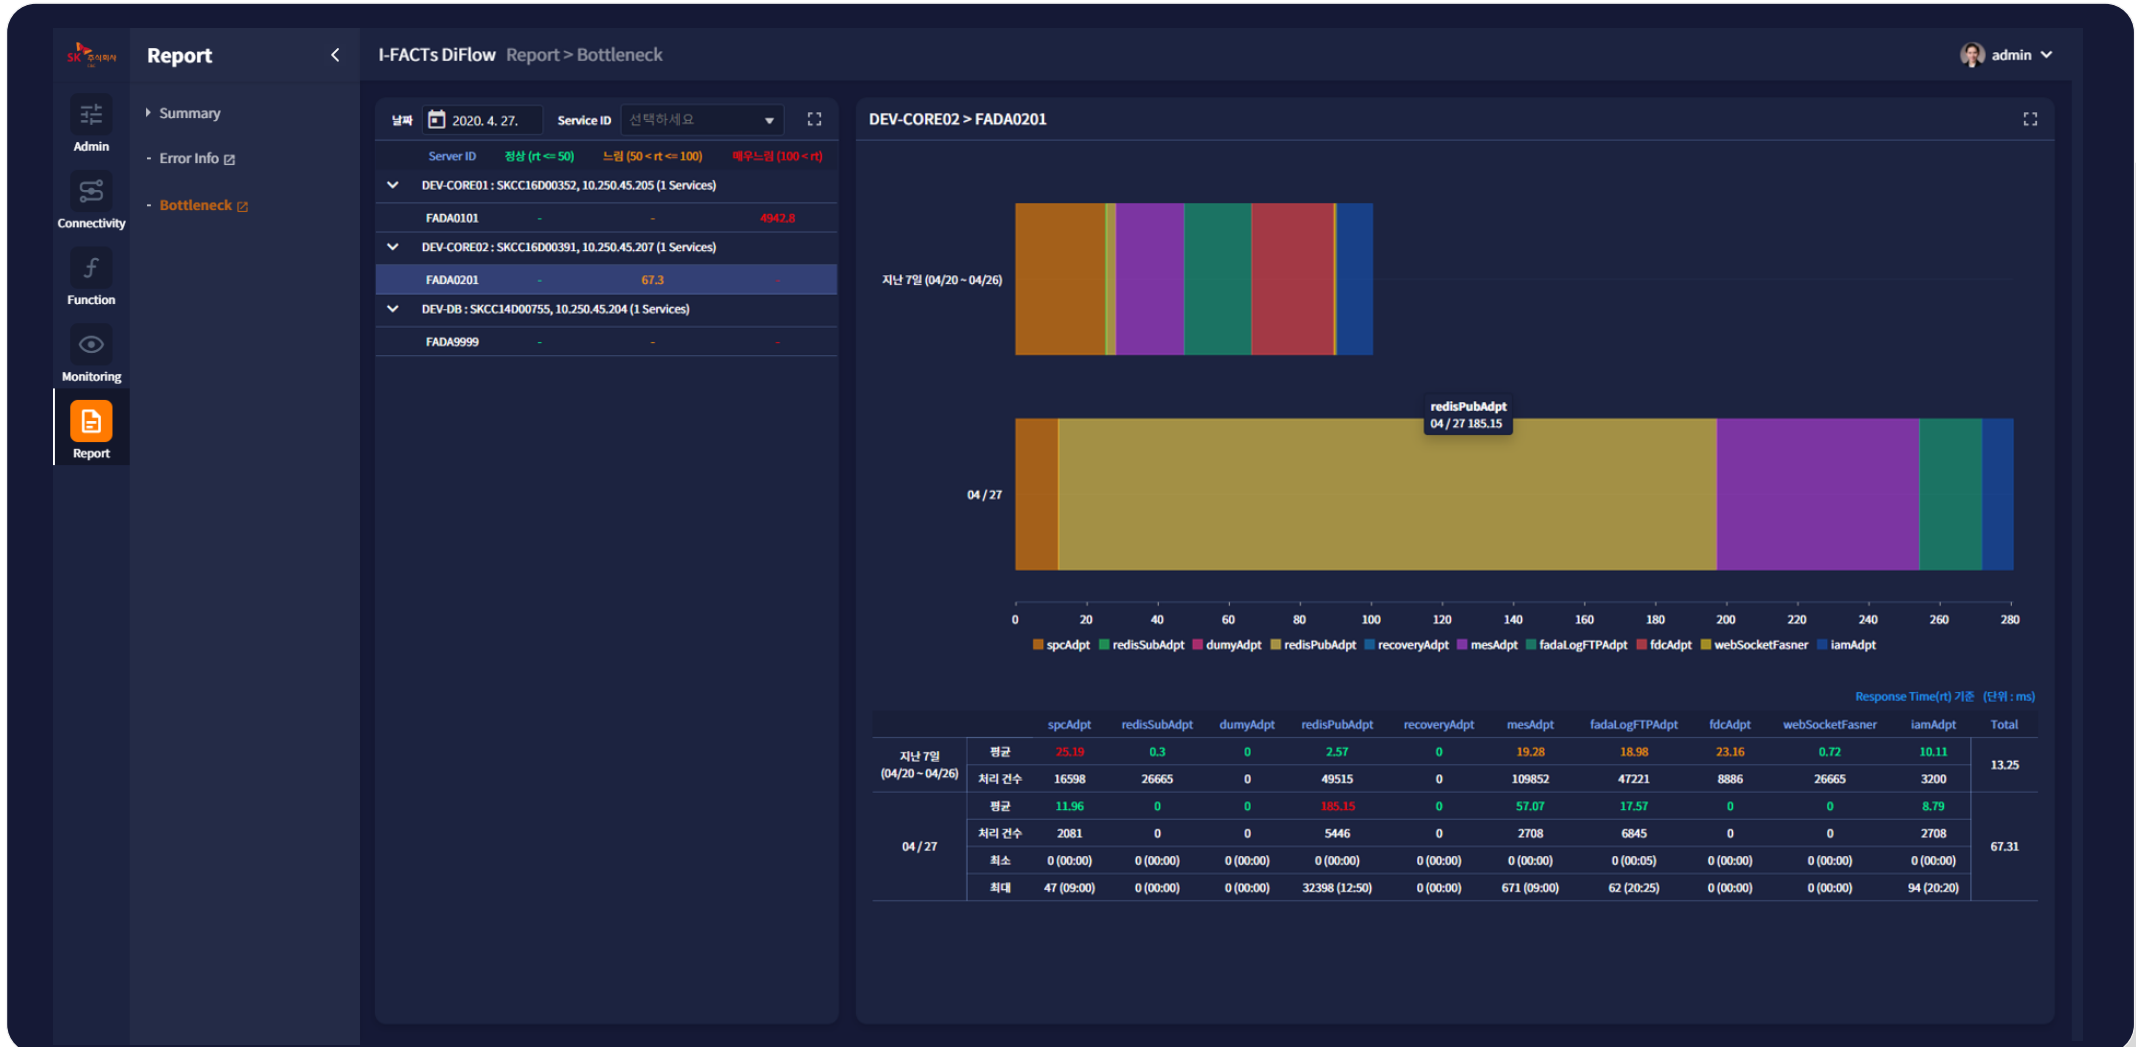 SK 주식회사
Report
I-FACTs DiFlow Report > Bottleneck
admin
Admin
Connectivity
Function
Monitoring
Report
Summary
- Error Info
- Bottleneck
날짜 2020. 4. 27. Service ID 선택하세요
Server ID 정상 (rt <= 50) 느림 (50 < rt <= 100) 매우느림 (100 < rt)
DEV-CORE01 : SKCC16D00352, 10.250.45.205 (1 Services)
FADA0101 - - 4942.8
DEV-CORE02 : SKCC16D00391, 10.250.45.207 (1 Services)
FADA0201 - 67.3 -
DEV-DB : SKCC14D00755, 10.250.45.204 (1 Services)
FADA9999 - - -
DEV-CORE02 > FADA0201
지난 7일 (04/20 ~ 04/26)
redisPubAdpt
04 / 27 185.15
04 / 27
0 20 40 60 80 100 120 140 160 180 200 220 240 260 280
spcAdpt redisSubAdpt dumyAdpt redisPubAdpt recoveryAdpt mesAdpt fadaLogFTPAdpt fdcAdpt webSocketFasner iamAdpt
Response Time(rt) 기준 (단위 : ms)
spcAdpt redisSubAdpt dumyAdpt redisPubAdpt recoveryAdpt mesAdpt fadaLogFTPAdpt fdcAdpt webSocketFasner iamAdpt Total
지난 7일
(04/20 ~ 04/26)
평균 25.19 0.3 0 2.57 0 19.28 18.98 23.16 0.72 10.11
처리 건수 16598 26665 0 49515 0 109852 47221 8886 26665 3200
13.25
04 / 27
평균 11.96 0 0 185.15 0 57.07 17.57 0 0 8.79
처리 건수 2081 0 0 5446 0 2708 6845 0 0 2708
최소 0 (00:00) 0 (00:00) 0 (00:00) 0 (00:00) 0 (00:00) 0 (00:00) 0 (00:05) 0 (00:00) 0 (00:00) 0 (00:00)
최대 47 (09:00) 0 (00:00) 0 (00:00) 32398 (12:50) 0 (00:00) 671 (09:00) 62 (20:25) 0 (00:00) 0 (00:00) 94 (20:20)
67.31